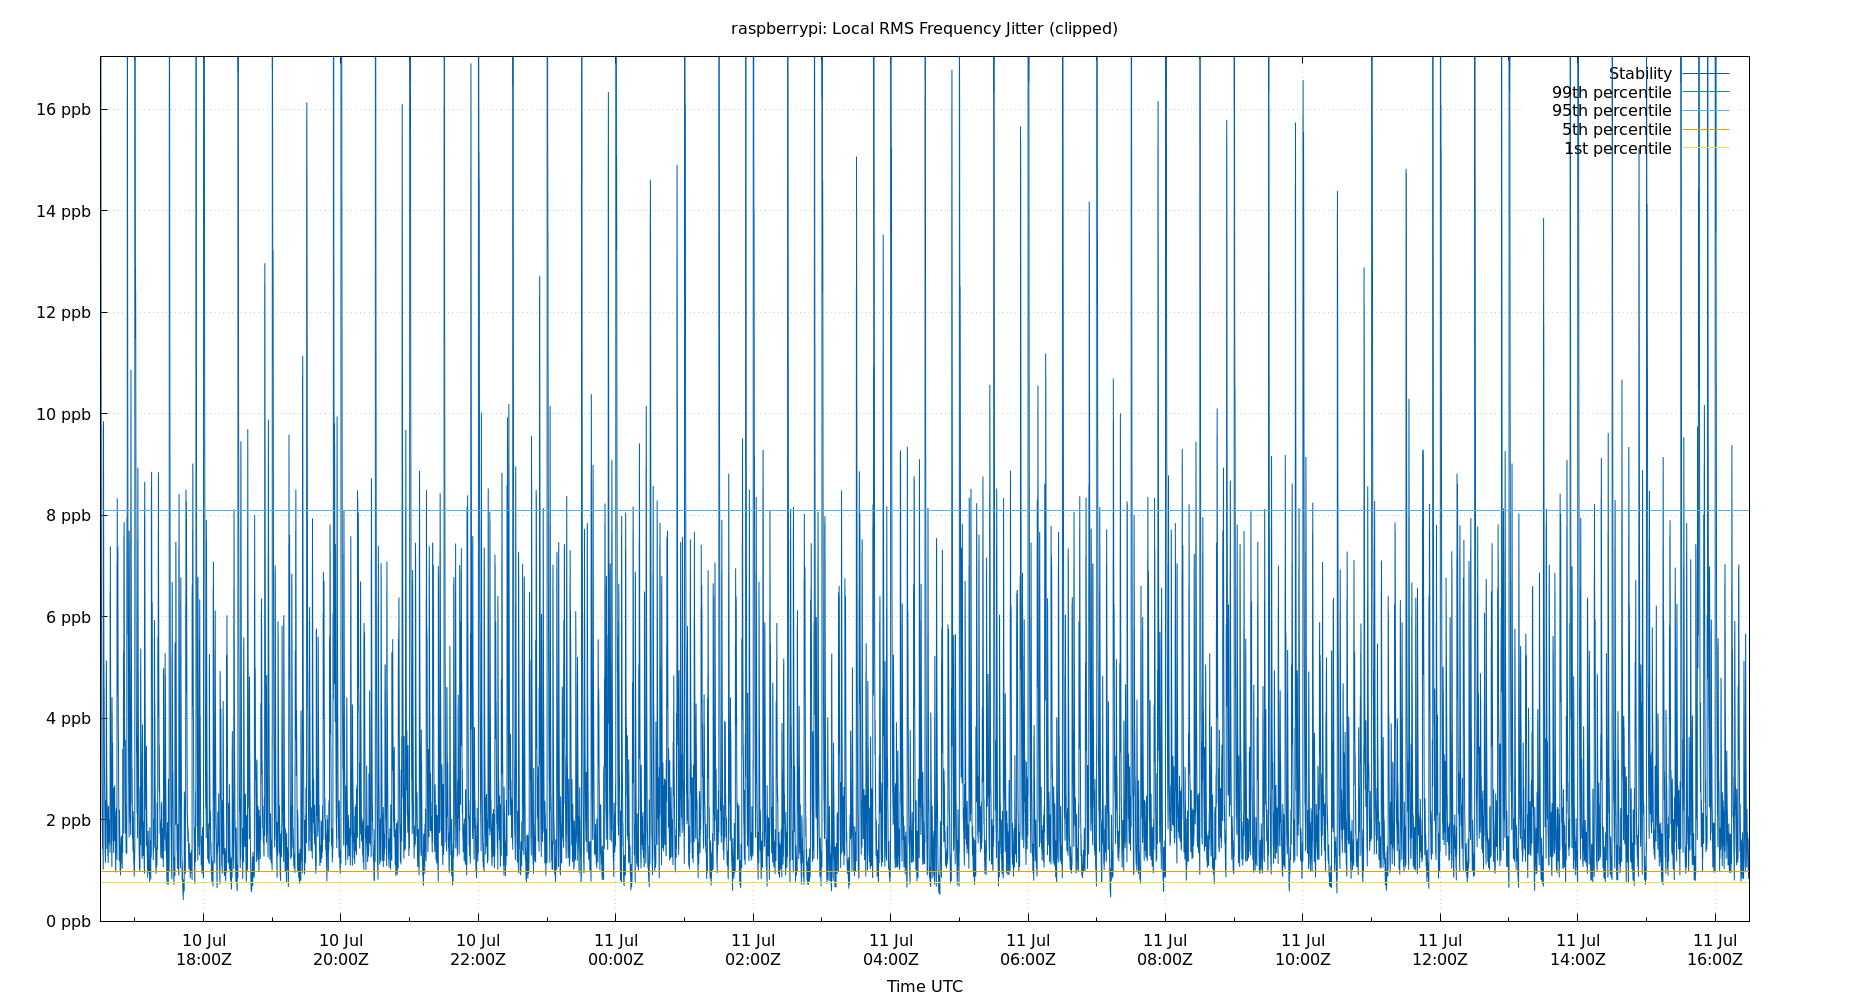 raspberrypi: Local RMS Frequency Jitter (clipped)
Stability
99th percentile
95th percentile
5th percentile
1st percentile
16 ppb
14 ppb
12 ppb
10 ppb
8 ppb
6 ppb
4 ppb
2 ppb
0 ppb
10 Jul 10 Jul 10 Jul 11 Jul 11 Jul 11 Jul 11 Jul 11 Jul 11 Jul 11 Jul 11 Jul 11 Jul
18:00Z 20:00Z 22:00Z 00:00Z 02:00Z 04:00Z 06:00Z 08:00Z 10:00Z 12:00Z 14:00Z 16:00Z
Time UTC